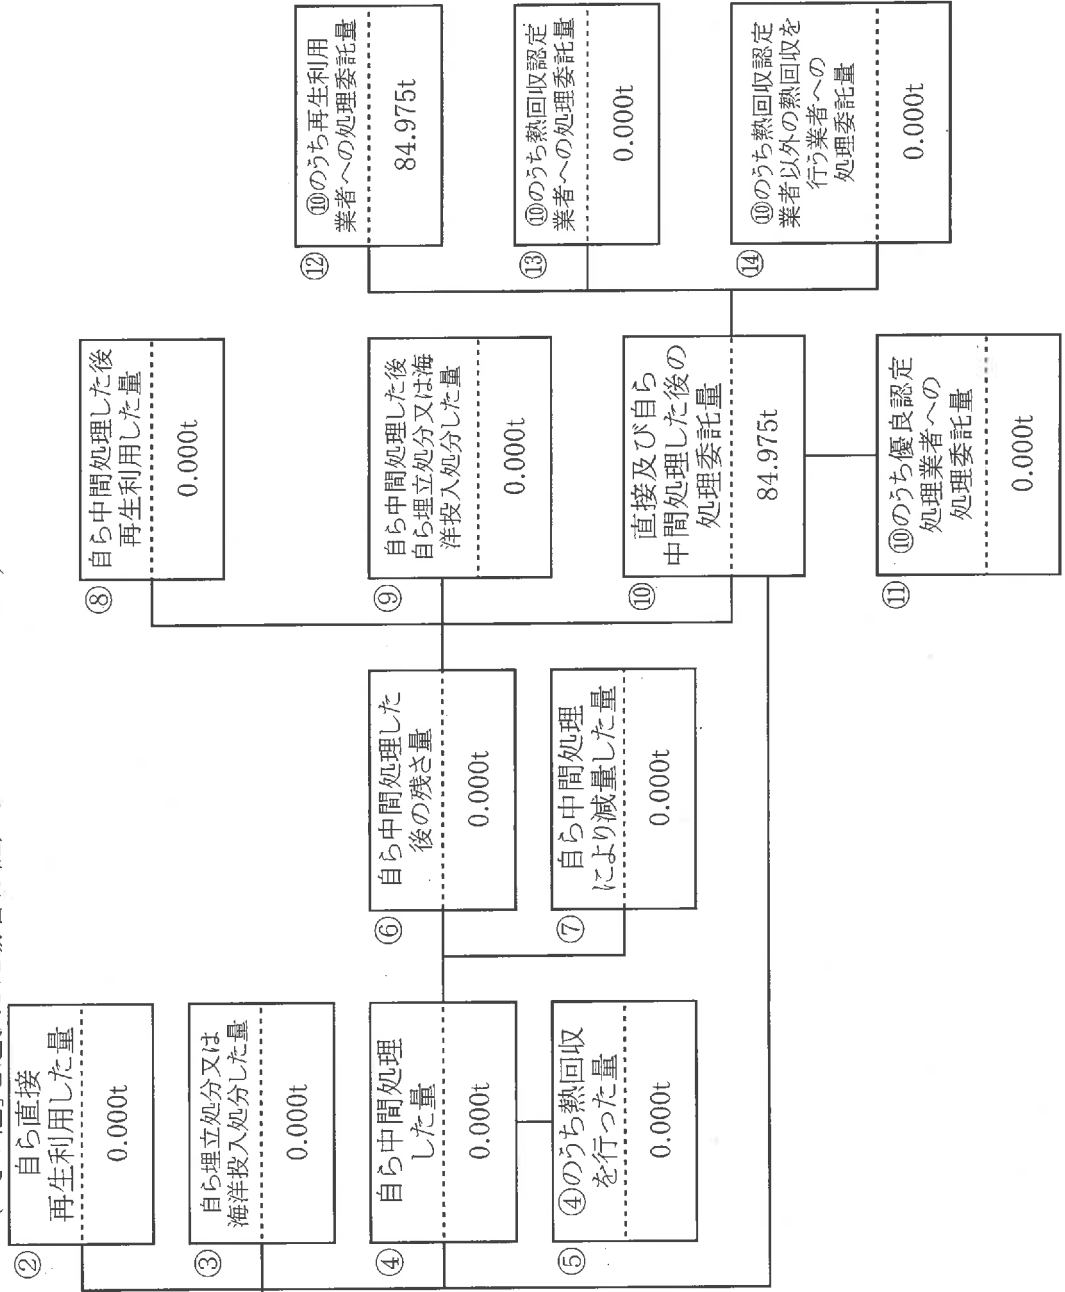 ②
自ら直接
再生利用した量
0.000t
③
自ら埋立処分又は
海洋投入処分した量
0.000t
④
自ら中間処理
した量
0.000t
⑤
④のうち熱回収
を行った量
0.000t
⑥
自ら中間処理した
後の残さ量
0.000t
⑦
自ら中間処理
により減量した量
0.000t
⑧
自ら中間処理した後
再生利用した量
0.000t
⑨
自ら中間処理した後
自ら埋立処分又は海
洋投入処分した量
0.000t
⑩
直接及び自ら
中間処理した後の
処理委託量
84.975t
⑪
⑩のうち優良認定
処理業者への
処理委託量
0.000t
⑫
⑩のうち再生利用
業者への処理委託量
84.975t
⑬
⑩のうち熱回収認定
業者への処理委託量
0.000t
⑭
⑩のうち熱回収認定
業者以外の熱回収を
行う業者への
処理委託量
0.000t